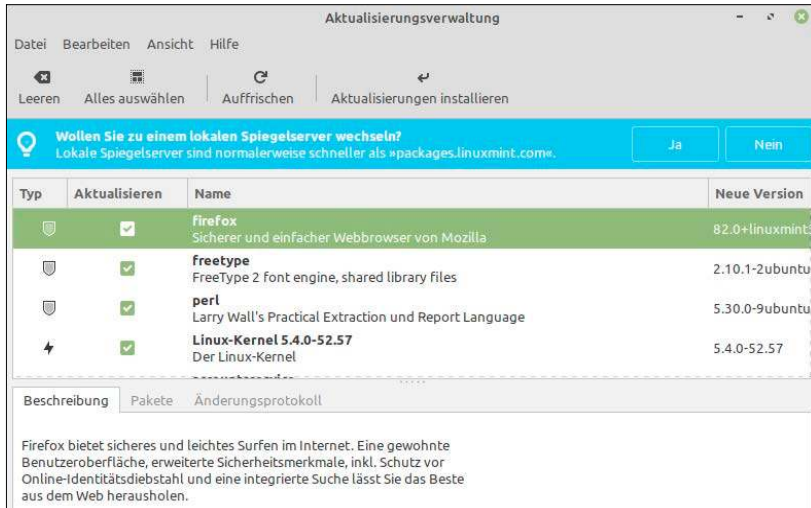 Aktualisierungsverwaltung
Datei Bearbeiten Ansicht Hilfe
Leeren Alles auswählen Auffrischen Aktualisierungen installieren
Wollen Sie zu einem lokalen Spiegelserver wechseln?
Lokale Spiegelserver sind normalerweise schneller als »packages.linuxmint.com«.
Ja Nein
Typ Aktualisieren Name Neue Version
firefox
Sicherer und einfacher Webbrowser von Mozilla
82.0+linuxmint
freetype
FreeType 2 font engine, shared library files
2.10.1-2ubuntu
perl
Larry Wall's Practical Extraction and Report Language
5.30.0-9ubuntu
Linux-Kernel 5.4.0-52.57
Der Linux-Kernel
5.4.0-52.57
Beschreibung Pakete Änderungsprotokoll
Firefox bietet sicheres und leichtes Surfen im Internet. Eine gewohnte
Benutzeroberfläche, erweiterte Sicherheitsmerkmale, inkl. Schutz vor
Online-Identitätsdiebstahl und eine integrierte Suche lässt Sie das Beste
aus dem Web herausholen.